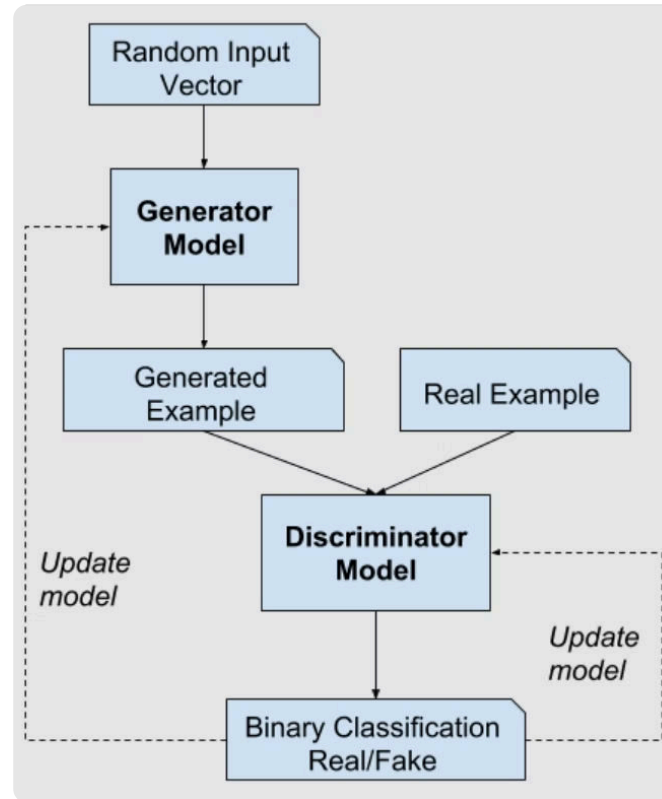 Random Input
Vector
Generator
Model
Generated
Example
Real Example
Discriminator
Model
Update
model
Update
model
Binary Classification
Real/Fake